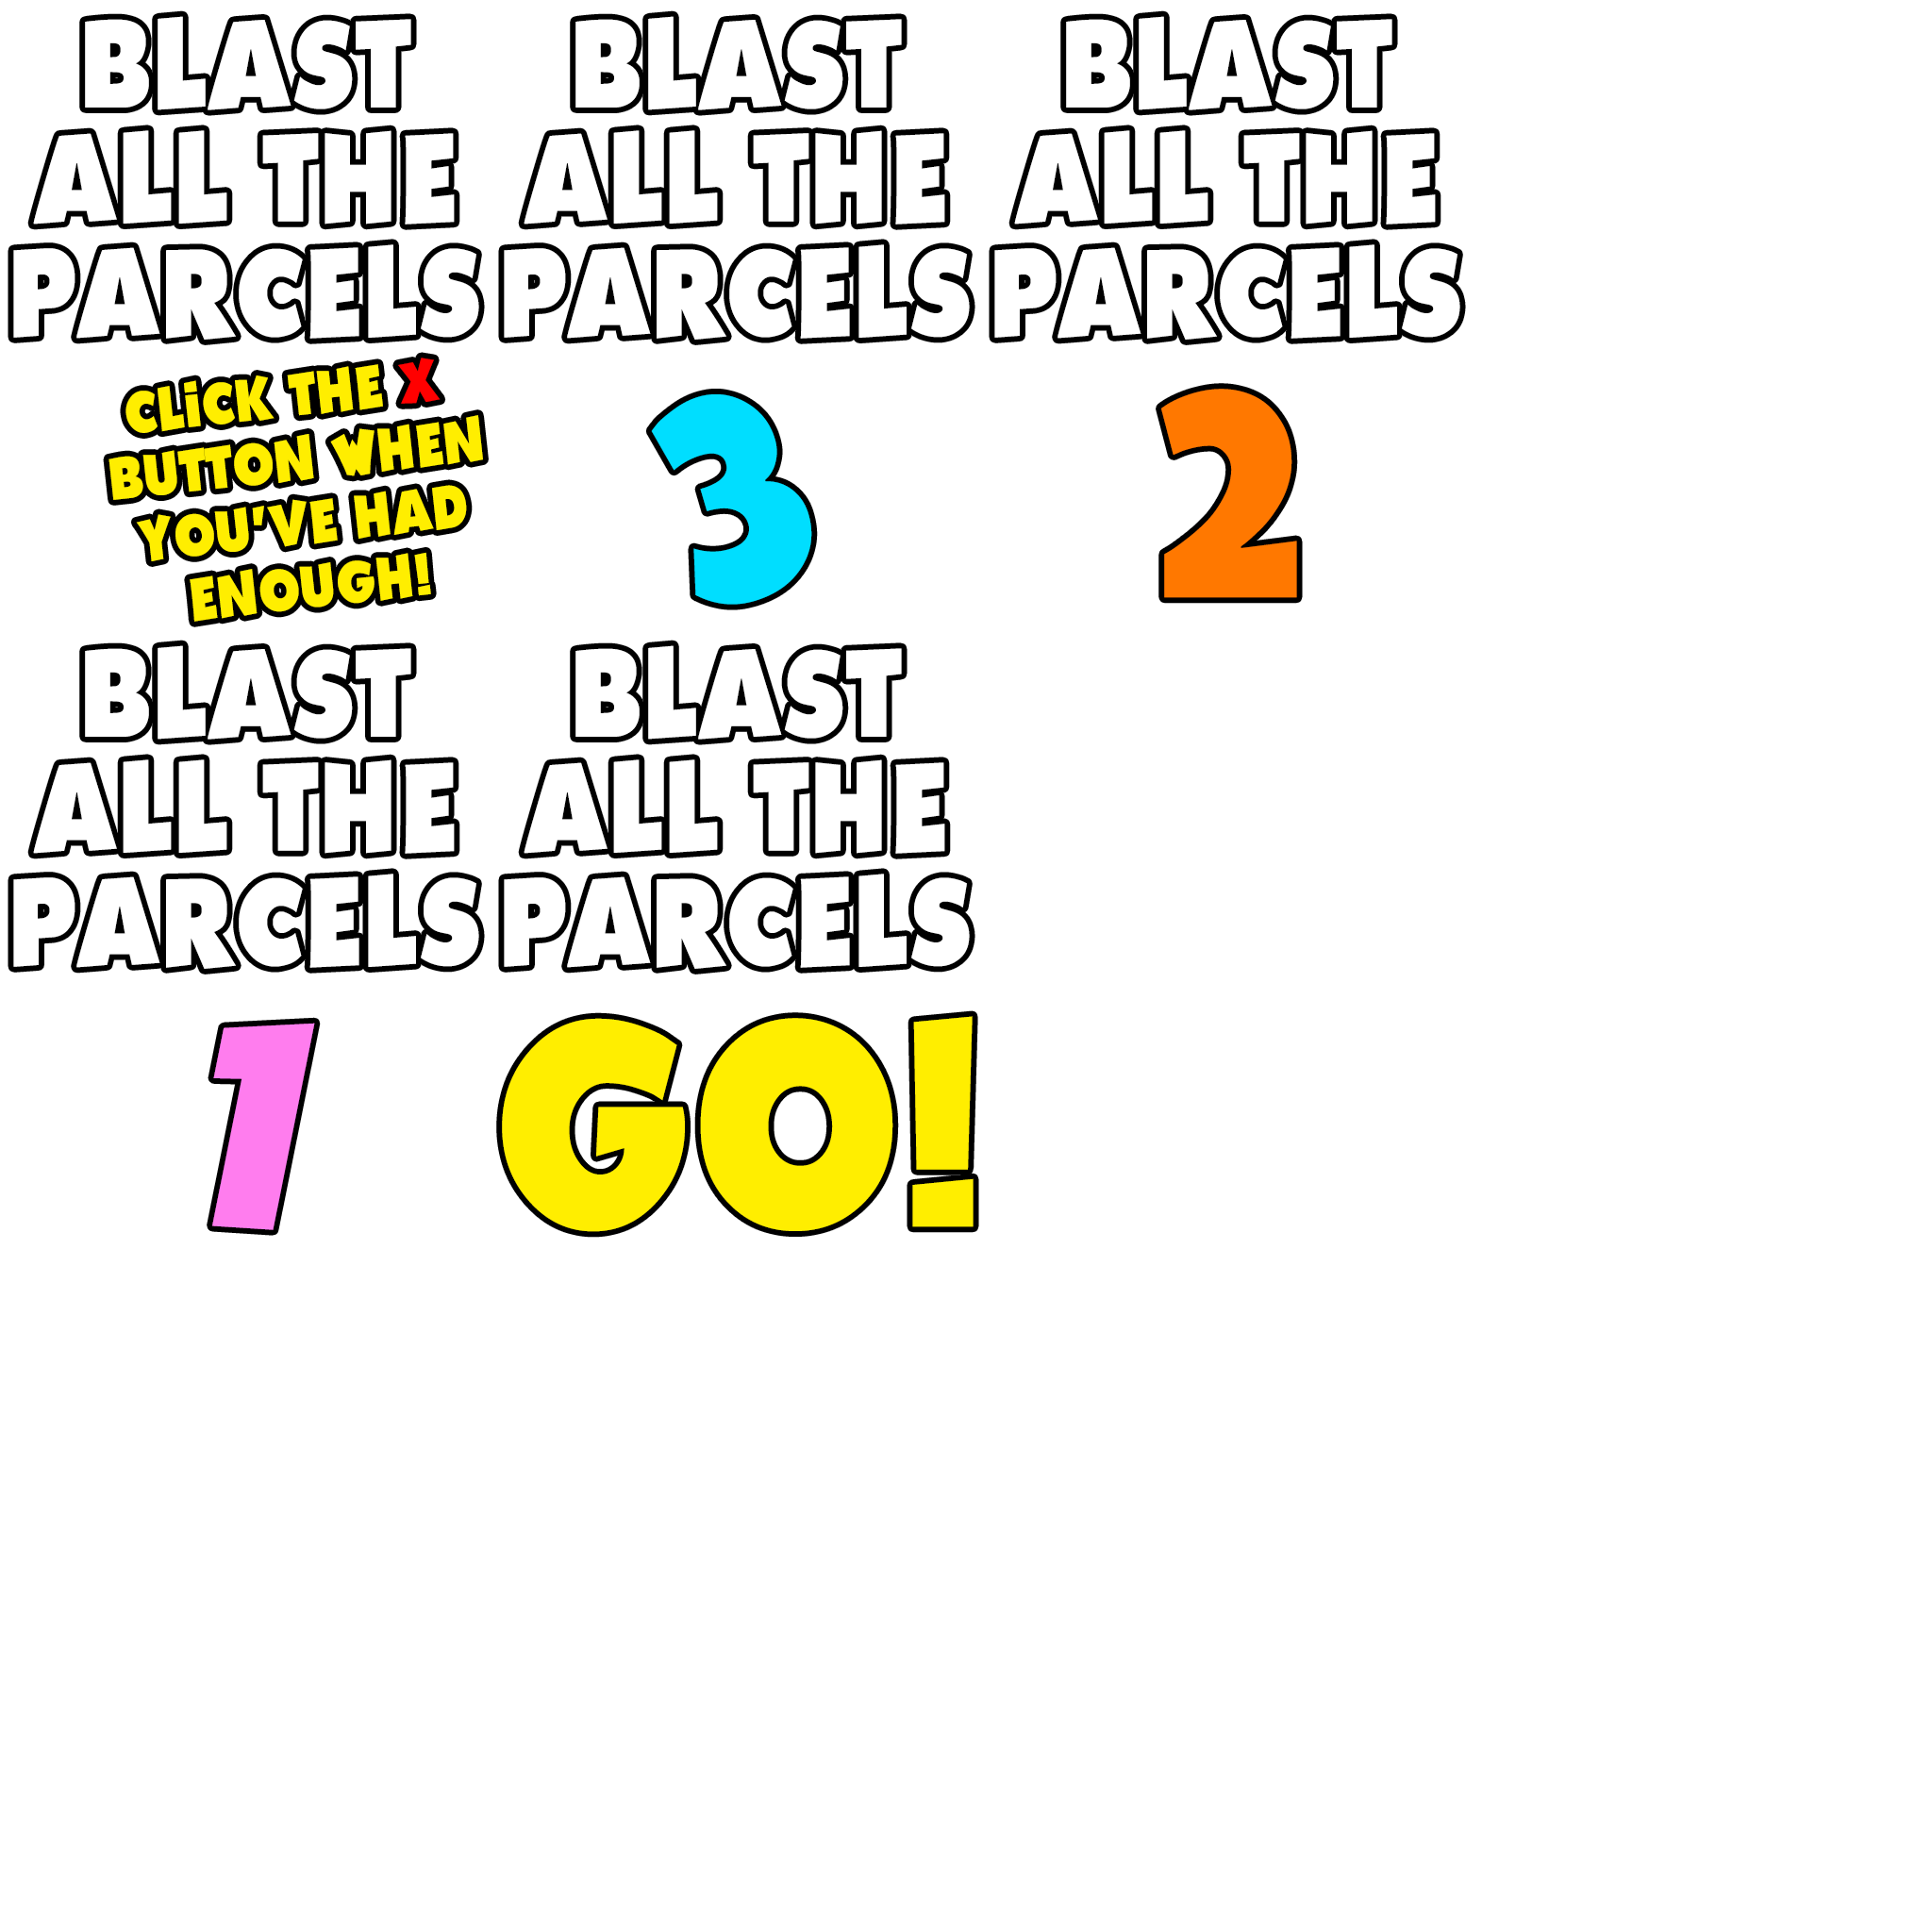 BLAST
ALL THE
PARCELS
CLiCK THE X
BUTTON WHEN
YOU'VE HAD
ENOUGH!
BLAST
ALL THE
PARCELS
3
BLAST
ALL THE
PARCELS
2
BLAST
ALL THE
PARCELS
1
BLAST
ALL THE
PARCELS
GO!